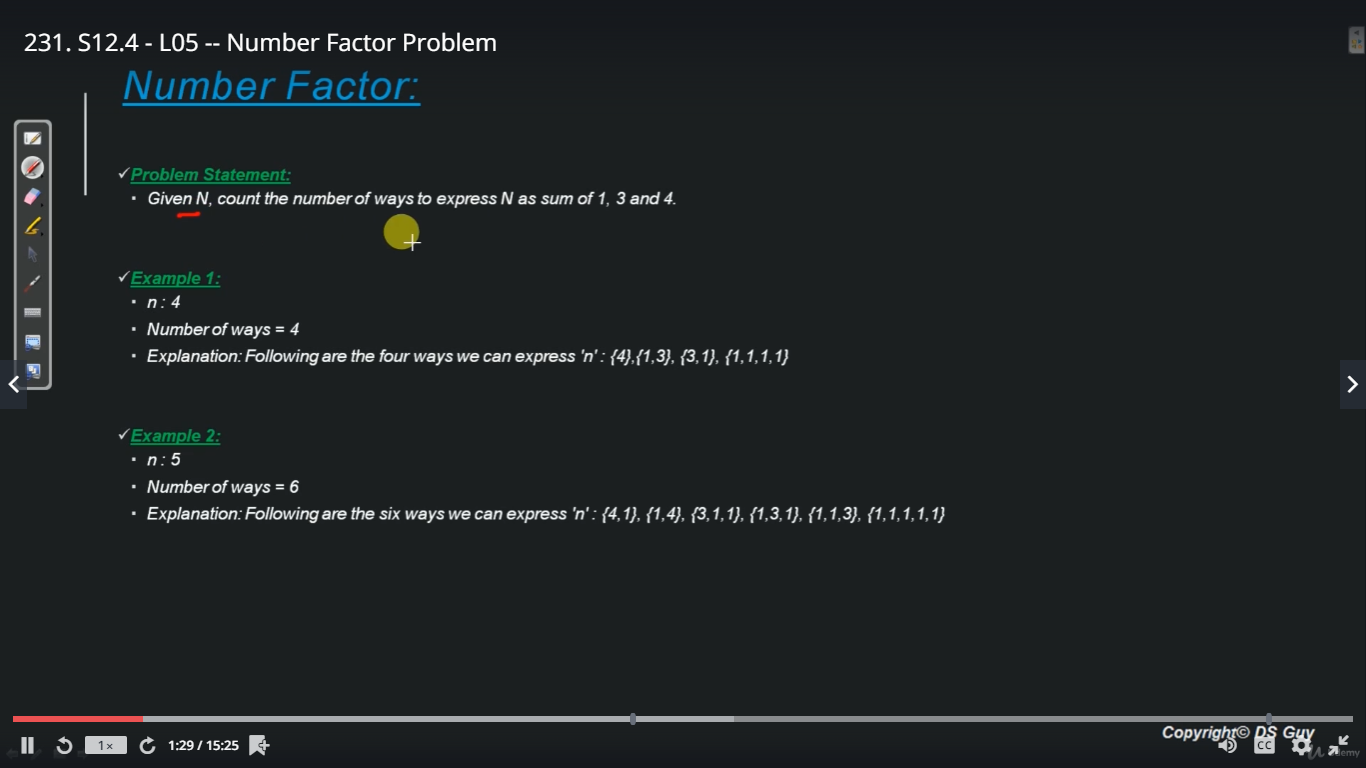 231. S12.4 - L05 -- Number Factor Problem
Number Factor:
✓Problem Statement:
▪ Given N, count the number of ways to express N as sum of 1, 3 and 4.
✓Example 1:
▪ n : 4
▪ Number of ways = 4
▪ Explanation: Following are the four ways we can express 'n' : {4},{1,3}, {3,1}, {1,1,1,1}
✓Example 2:
▪ n : 5
▪ Number of ways = 6
▪ Explanation: Following are the six ways we can express 'n' : {4,1}, {1,4}, {3,1,1}, {1,3,1}, {1,1,3}, {1,1,1,1,1}
Copyright© DS Guy
1× 1:29 / 15:25 CC